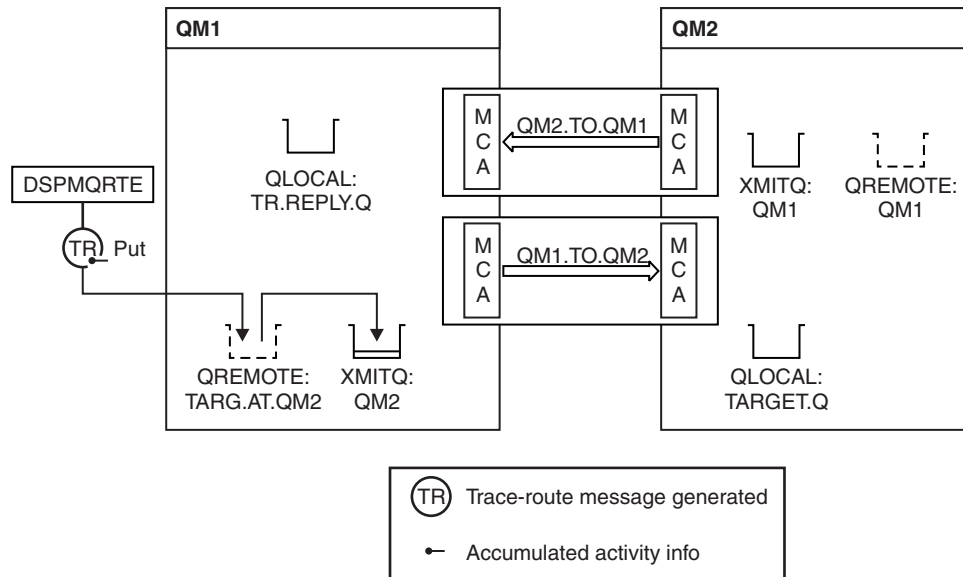 QM1
QM2
M
C
A
QM2.TO.QM1
M
C
A
QLOCAL:
TR.REPLY.Q
XMITQ:
QM1
QREMOTE:
QM1
DSPMQRTE
TR
Put
M
C
A
QM1.TO.QM2
M
C
A
QREMOTE:
TARG.AT.QM2
XMITQ:
QM2
QLOCAL:
TARGET.Q
TR Trace-route message generated
Accumulated activity info